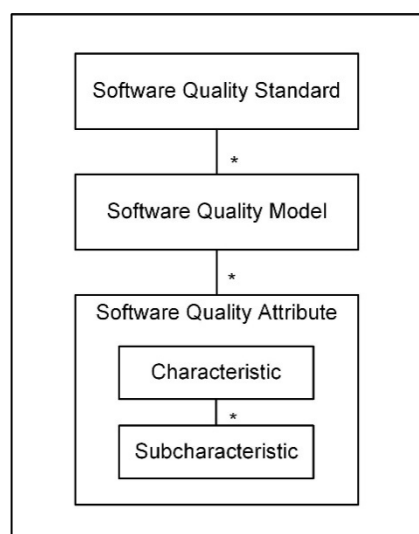 Software Quality Standard
*
Software Quality Model
*
Software Quality Attribute
Characteristic
*
Subcharacteristic